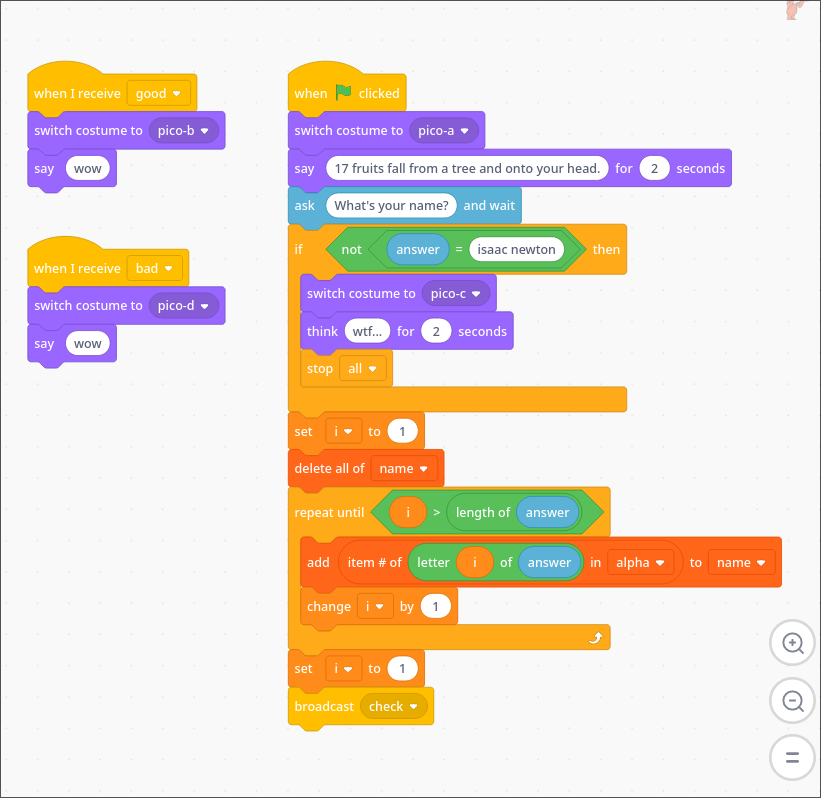 when I receive good
switch costume to pico-b
say wow
when I receive bad
switch costume to pico-d
say wow
when clicked
switch costume to pico-a
say 17 fruits fall from a tree and onto your head. for 2 seconds
ask What's your name? and wait
if not answer = isaac newton then
switch costume to pico-c
think wtf... for 2 seconds
stop all
set i to 1
delete all of name
repeat until i > length of answer
add item # of letter i of answer in alpha to name
change i by 1
set i to 1
broadcast check